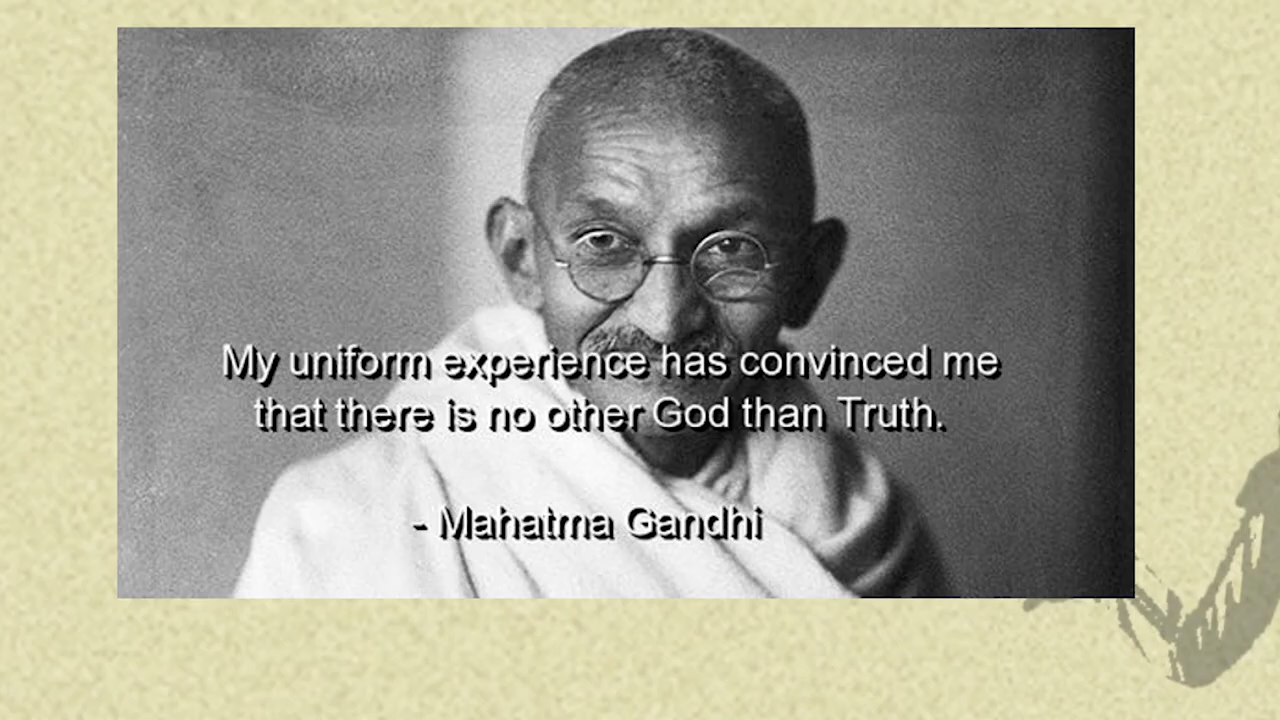 My uniform experience has convinced me
that there is no other God than Truth.
- Mahatma Gandhi